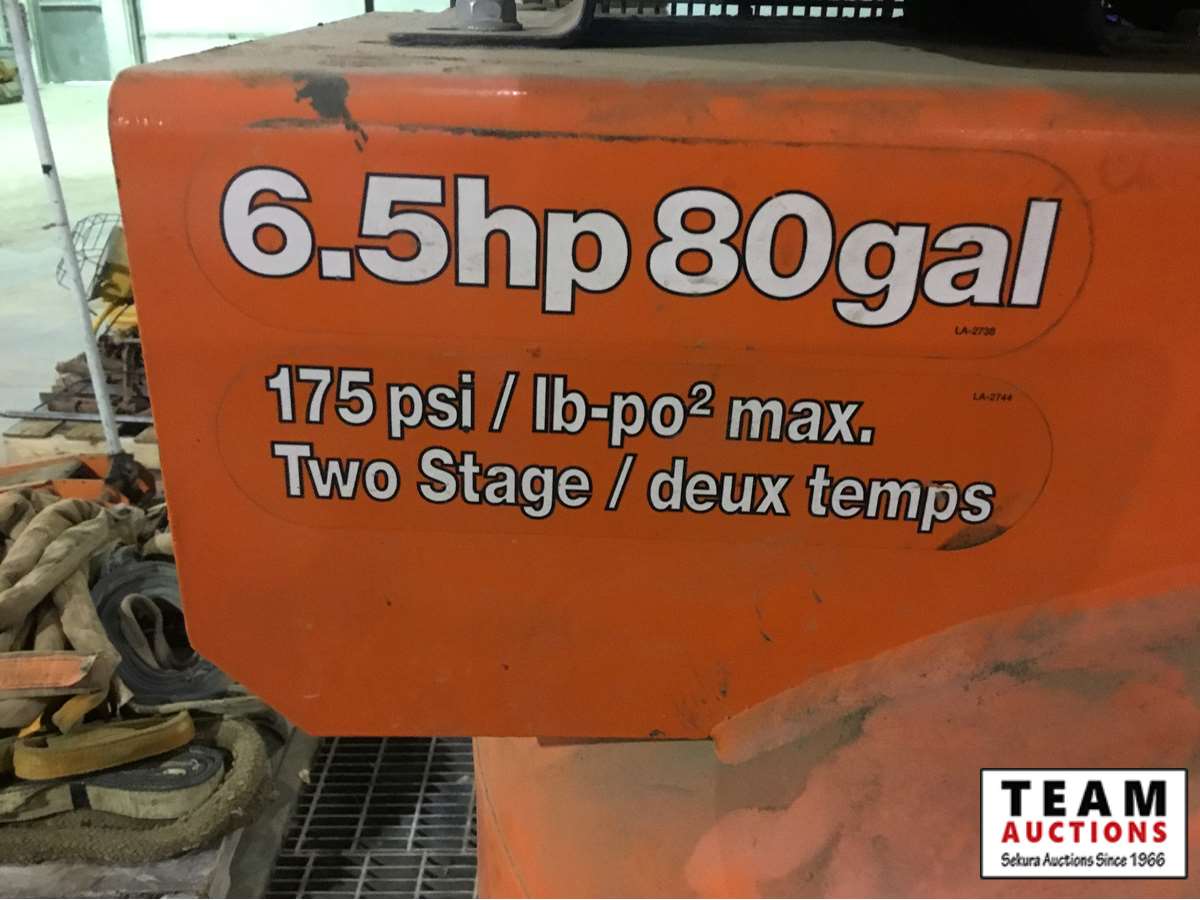 6.5hp 80gal
LA-2738
175 psi / lb-po² max.
LA-2744
Two Stage / deux temps
TEAM
AUCTIONS
Sekura Auctions Since 1966